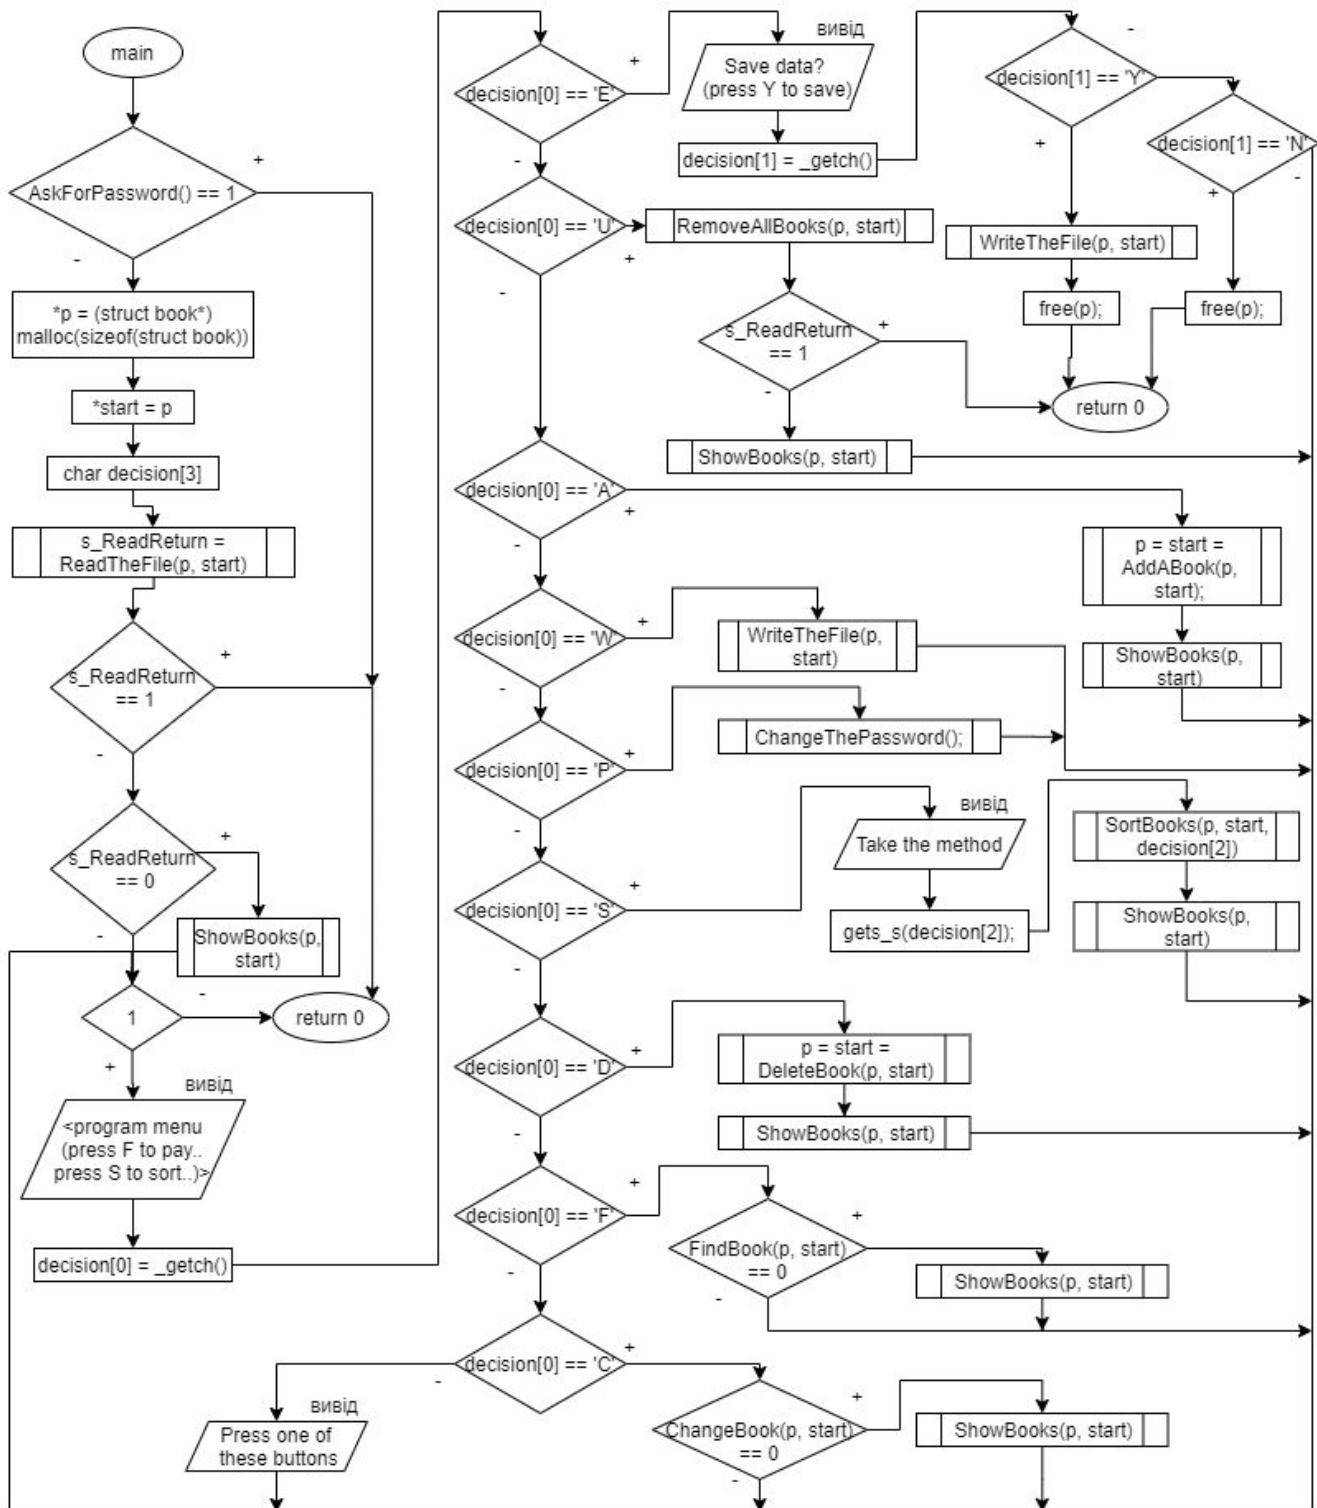 main
+
AskForPassword() == 1
-
*p = (struct book*)
malloc(sizeof(struct book))
*start = p
char decision[3]
s_ReadReturn =
ReadTheFile(p, start)
+
s_ReadReturn
== 1
-
+
s_ReadReturn
== 0
-
ShowBooks(p,
start)
1
-
return 0
+
вивід
<program menu
(press F to pay..
press S to sort..)>
decision[0] = _getch()
decision[0] == 'E'
+
-
вивід
Save data?
(press Y to save)
decision[1] = _getch()
-
decision[1] == 'Y'
+
decision[1] == 'N'
-
+
WriteTheFile(p, start)
free(p);
free(p);
return 0
decision[0] == 'U'
+
-
RemoveAllBooks(p, start)
s_ReadReturn
== 1
+
-
ShowBooks(p, start)
decision[0] == 'A'
+
-
p = start =
AddABook(p,
start);
ShowBooks(p,
start)
decision[0] == 'W'
+
-
WriteTheFile(p,
start)
decision[0] == 'P'
+
-
ChangeThePassword();
decision[0] == 'S'
+
-
вивід
Take the method
gets_s(decision[2]);
SortBooks(p, start,
decision[2])
ShowBooks(p,
start)
decision[0] == 'D'
+
-
p = start =
DeleteBook(p, start)
ShowBooks(p, start)
decision[0] == 'F'
+
-
FindBook(p, start)
== 0
+
-
ShowBooks(p, start)
decision[0] == 'C'
+
-
вивід
Press one of
these buttons
ChangeBook(p, start)
== 0
+
-
ShowBooks(p, start)